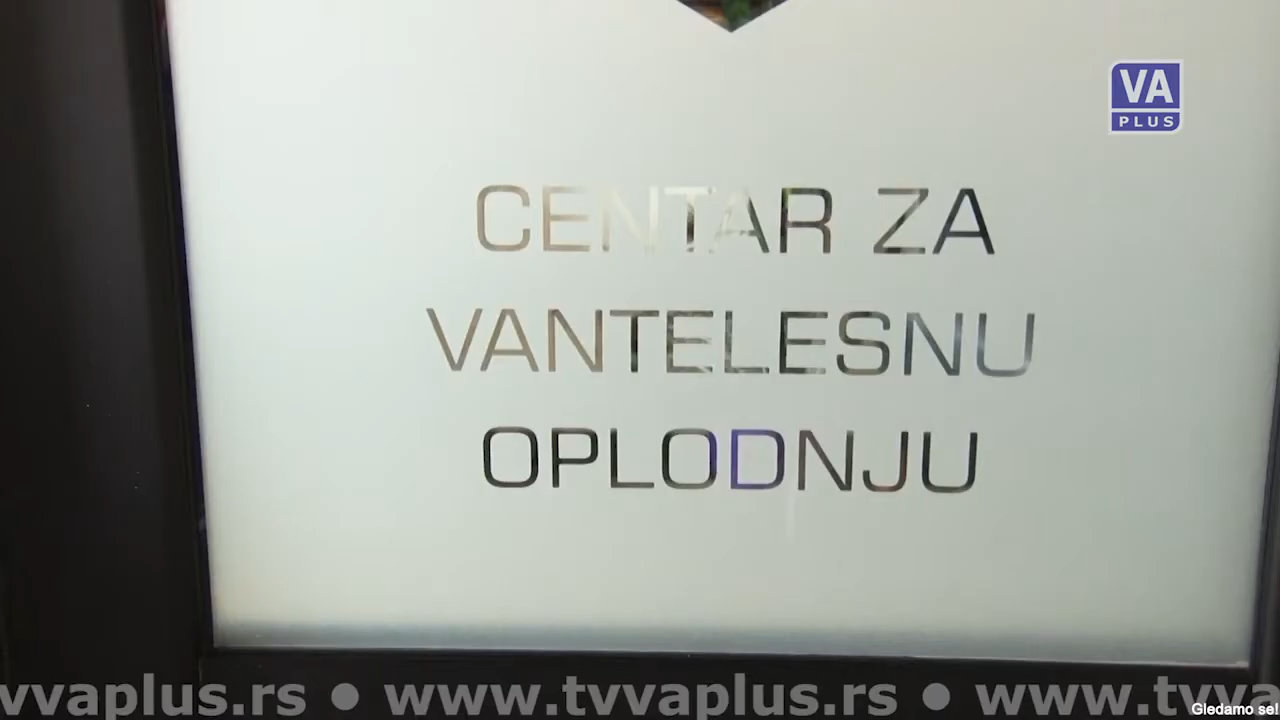 VA
PLUS
CENTAR ZA
VANTELESNU
OPLODNJU
vvaplus.rs ● www.tvvaplus.rs ● www.tvva
Gledamo se!